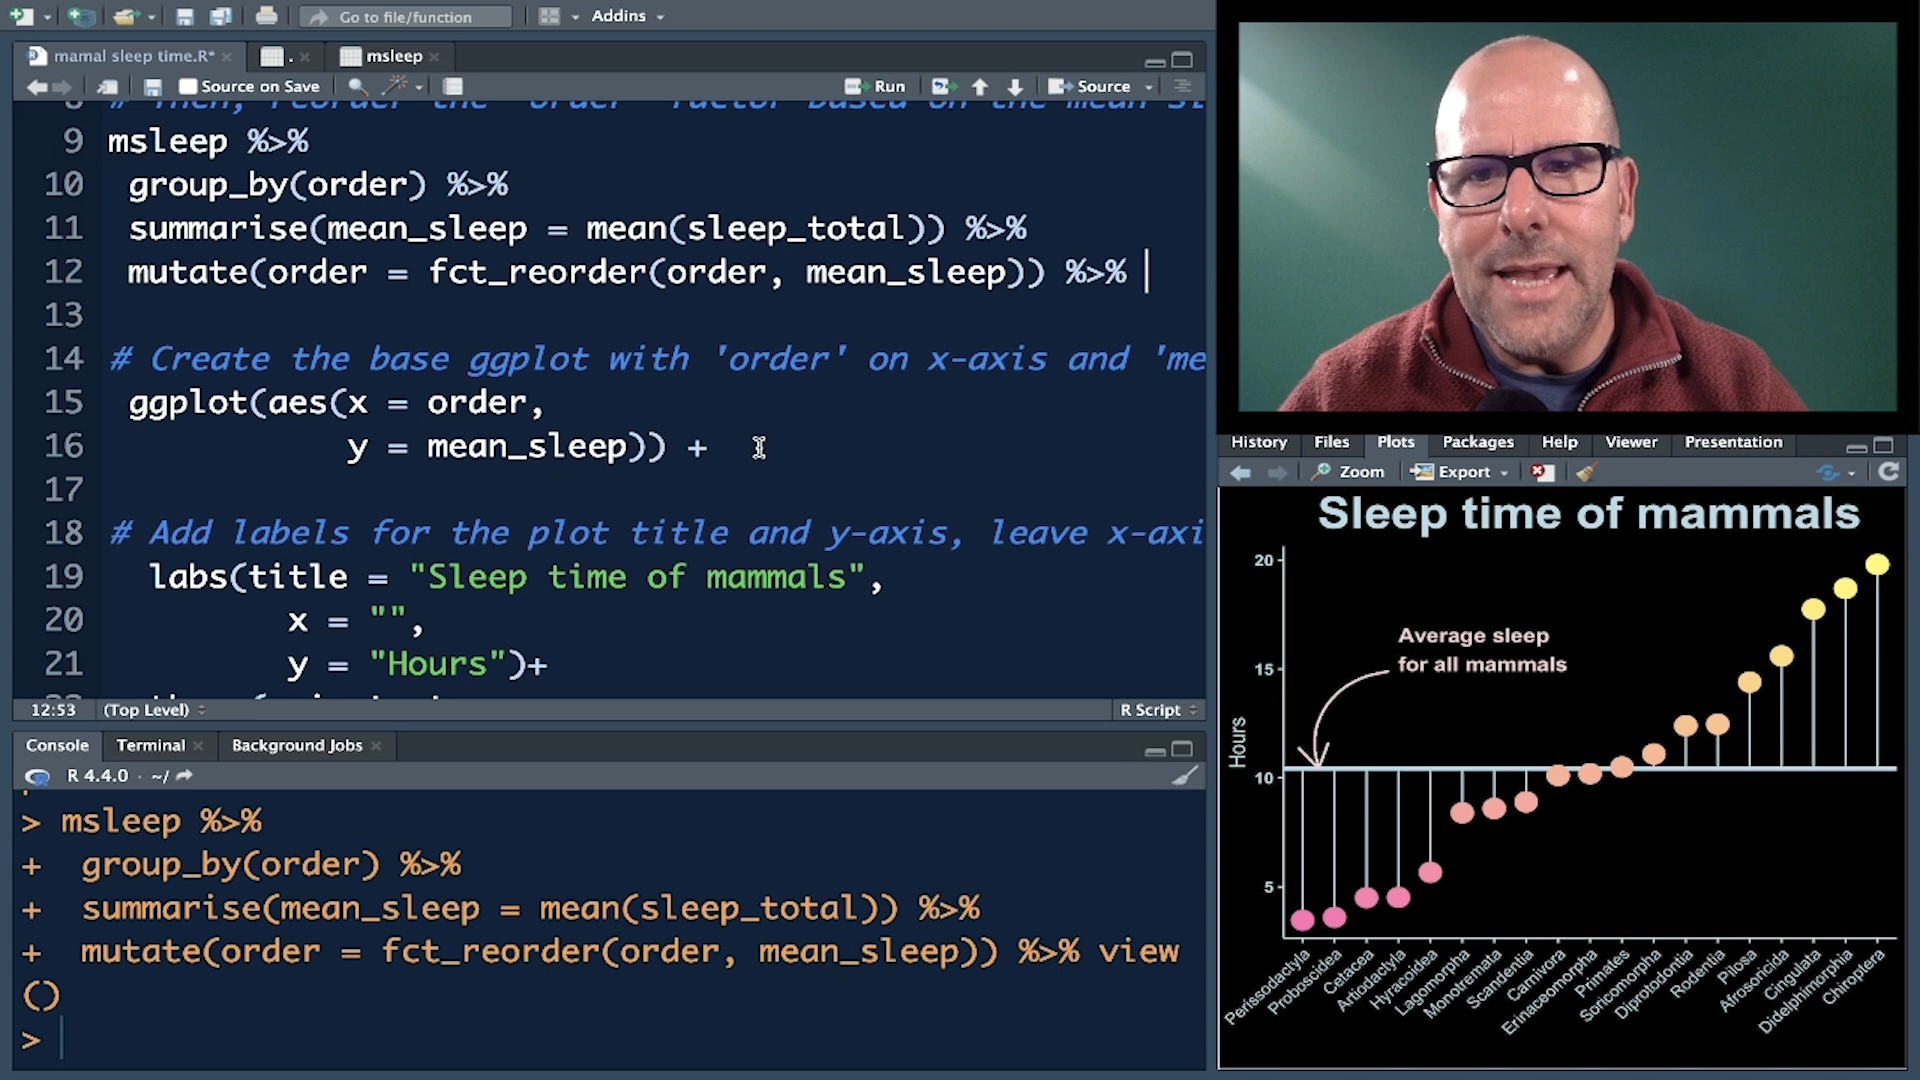 Go to file/function
Addins
mamal sleep time.R*
.
msleep
Source on Save
Run
Source
9 msleep %>%
10 group_by(order) %>%
11 summarise(mean_sleep = mean(sleep_total)) %>%
12 mutate(order = fct_reorder(order, mean_sleep)) %>%
13
14 # Create the base ggplot with 'order' on x-axis and 'me
15 ggplot(aes(x = order,
16 y = mean_sleep)) +
17
18 # Add labels for the plot title and y-axis, leave x-axi
19 labs(title = "Sleep time of mammals",
20 x = "",
21 y = "Hours")+
12:53 (Top Level)
R Script
Console
Terminal
Background Jobs
R 4.4.0 · ~/
> msleep %>%
+ group_by(order) %>%
+ summarise(mean_sleep = mean(sleep_total)) %>%
+ mutate(order = fct_reorder(order, mean_sleep)) %>% view
()
>
History
Files
Plots
Packages
Help
Viewer
Presentation
Zoom
Export
Sleep time of mammals
20
15
10
5
Hours
Average sleep
for all mammals
Perissodactyla
Proboscidea
Cetacea
Artiodactyla
Hyracoidea
Lagomorpha
Monotremata
Scandentia
Carnivora
Erinaceomorpha
Primates
Soricomorpha
Diprotodontia
Rodentia
Pilosa
Afrosoricida
Cingulata
Didelphimorphia
Chiroptera